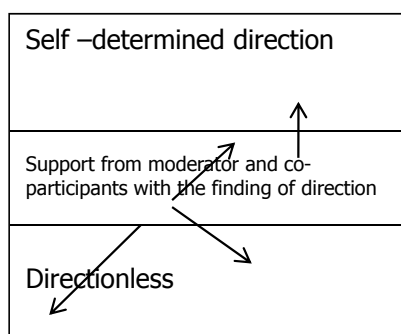 Self –determined direction
Support from moderator and co-
participants with the finding of direction
Directionless